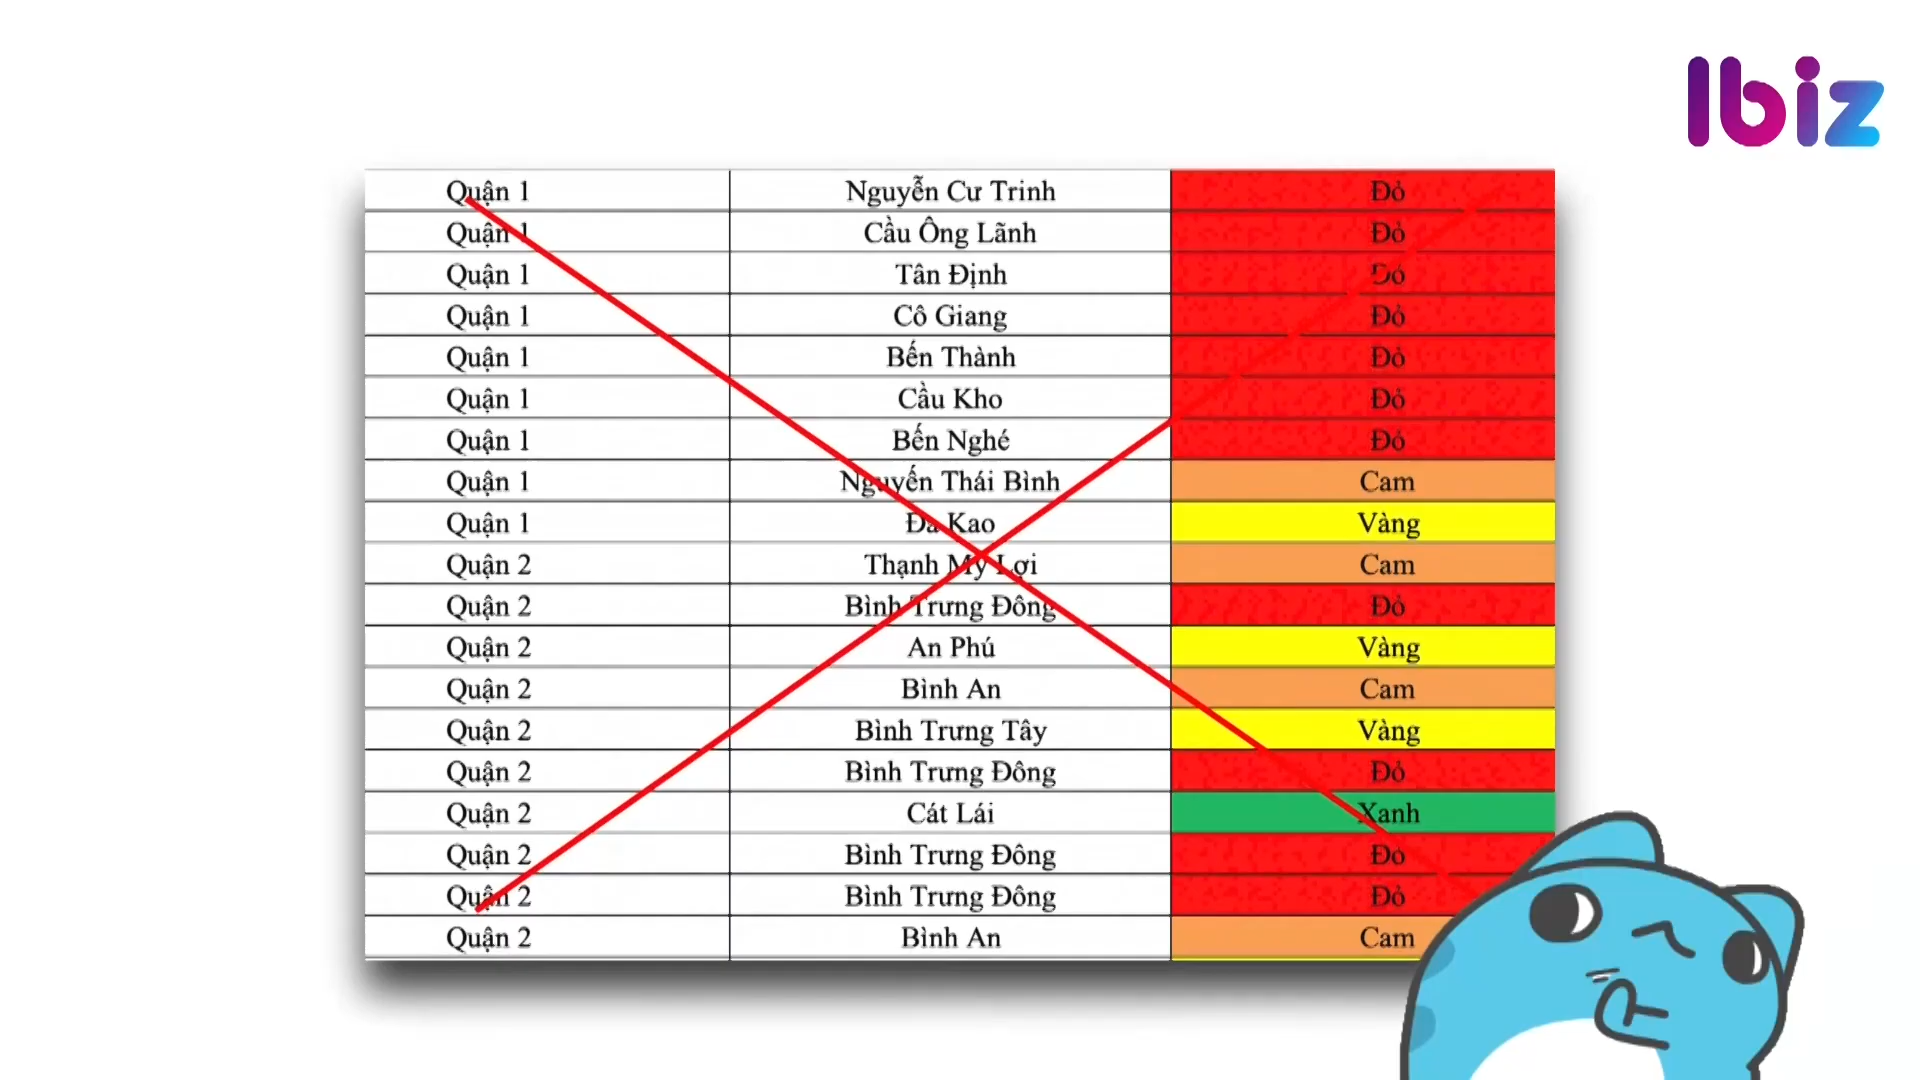 Ibiz
Quận 1 Nguyễn Cư Trinh Đỏ
Quận 1 Cầu Ông Lãnh Đỏ
Quận 1 Tân Định Đỏ
Quận 1 Cô Giang Đỏ
Quận 1 Bến Thành Đỏ
Quận 1 Cầu Kho Đỏ
Quận 1 Bến Nghé Đỏ
Quận 1 Nguyễn Thái Bình Cam
Quận 1 Đa Kao Vàng
Quận 2 Thạnh Mỹ Lợi Cam
Quận 2 Bình Trưng Đông Đỏ
Quận 2 An Phú Vàng
Quận 2 Bình An Cam
Quận 2 Bình Trưng Tây Vàng
Quận 2 Bình Trưng Đông Đỏ
Quận 2 Cát Lái Xanh
Quận 2 Bình Trưng Đông Đỏ
Quận 2 Bình Trưng Đông Đỏ
Quận 2 Bình An Cam